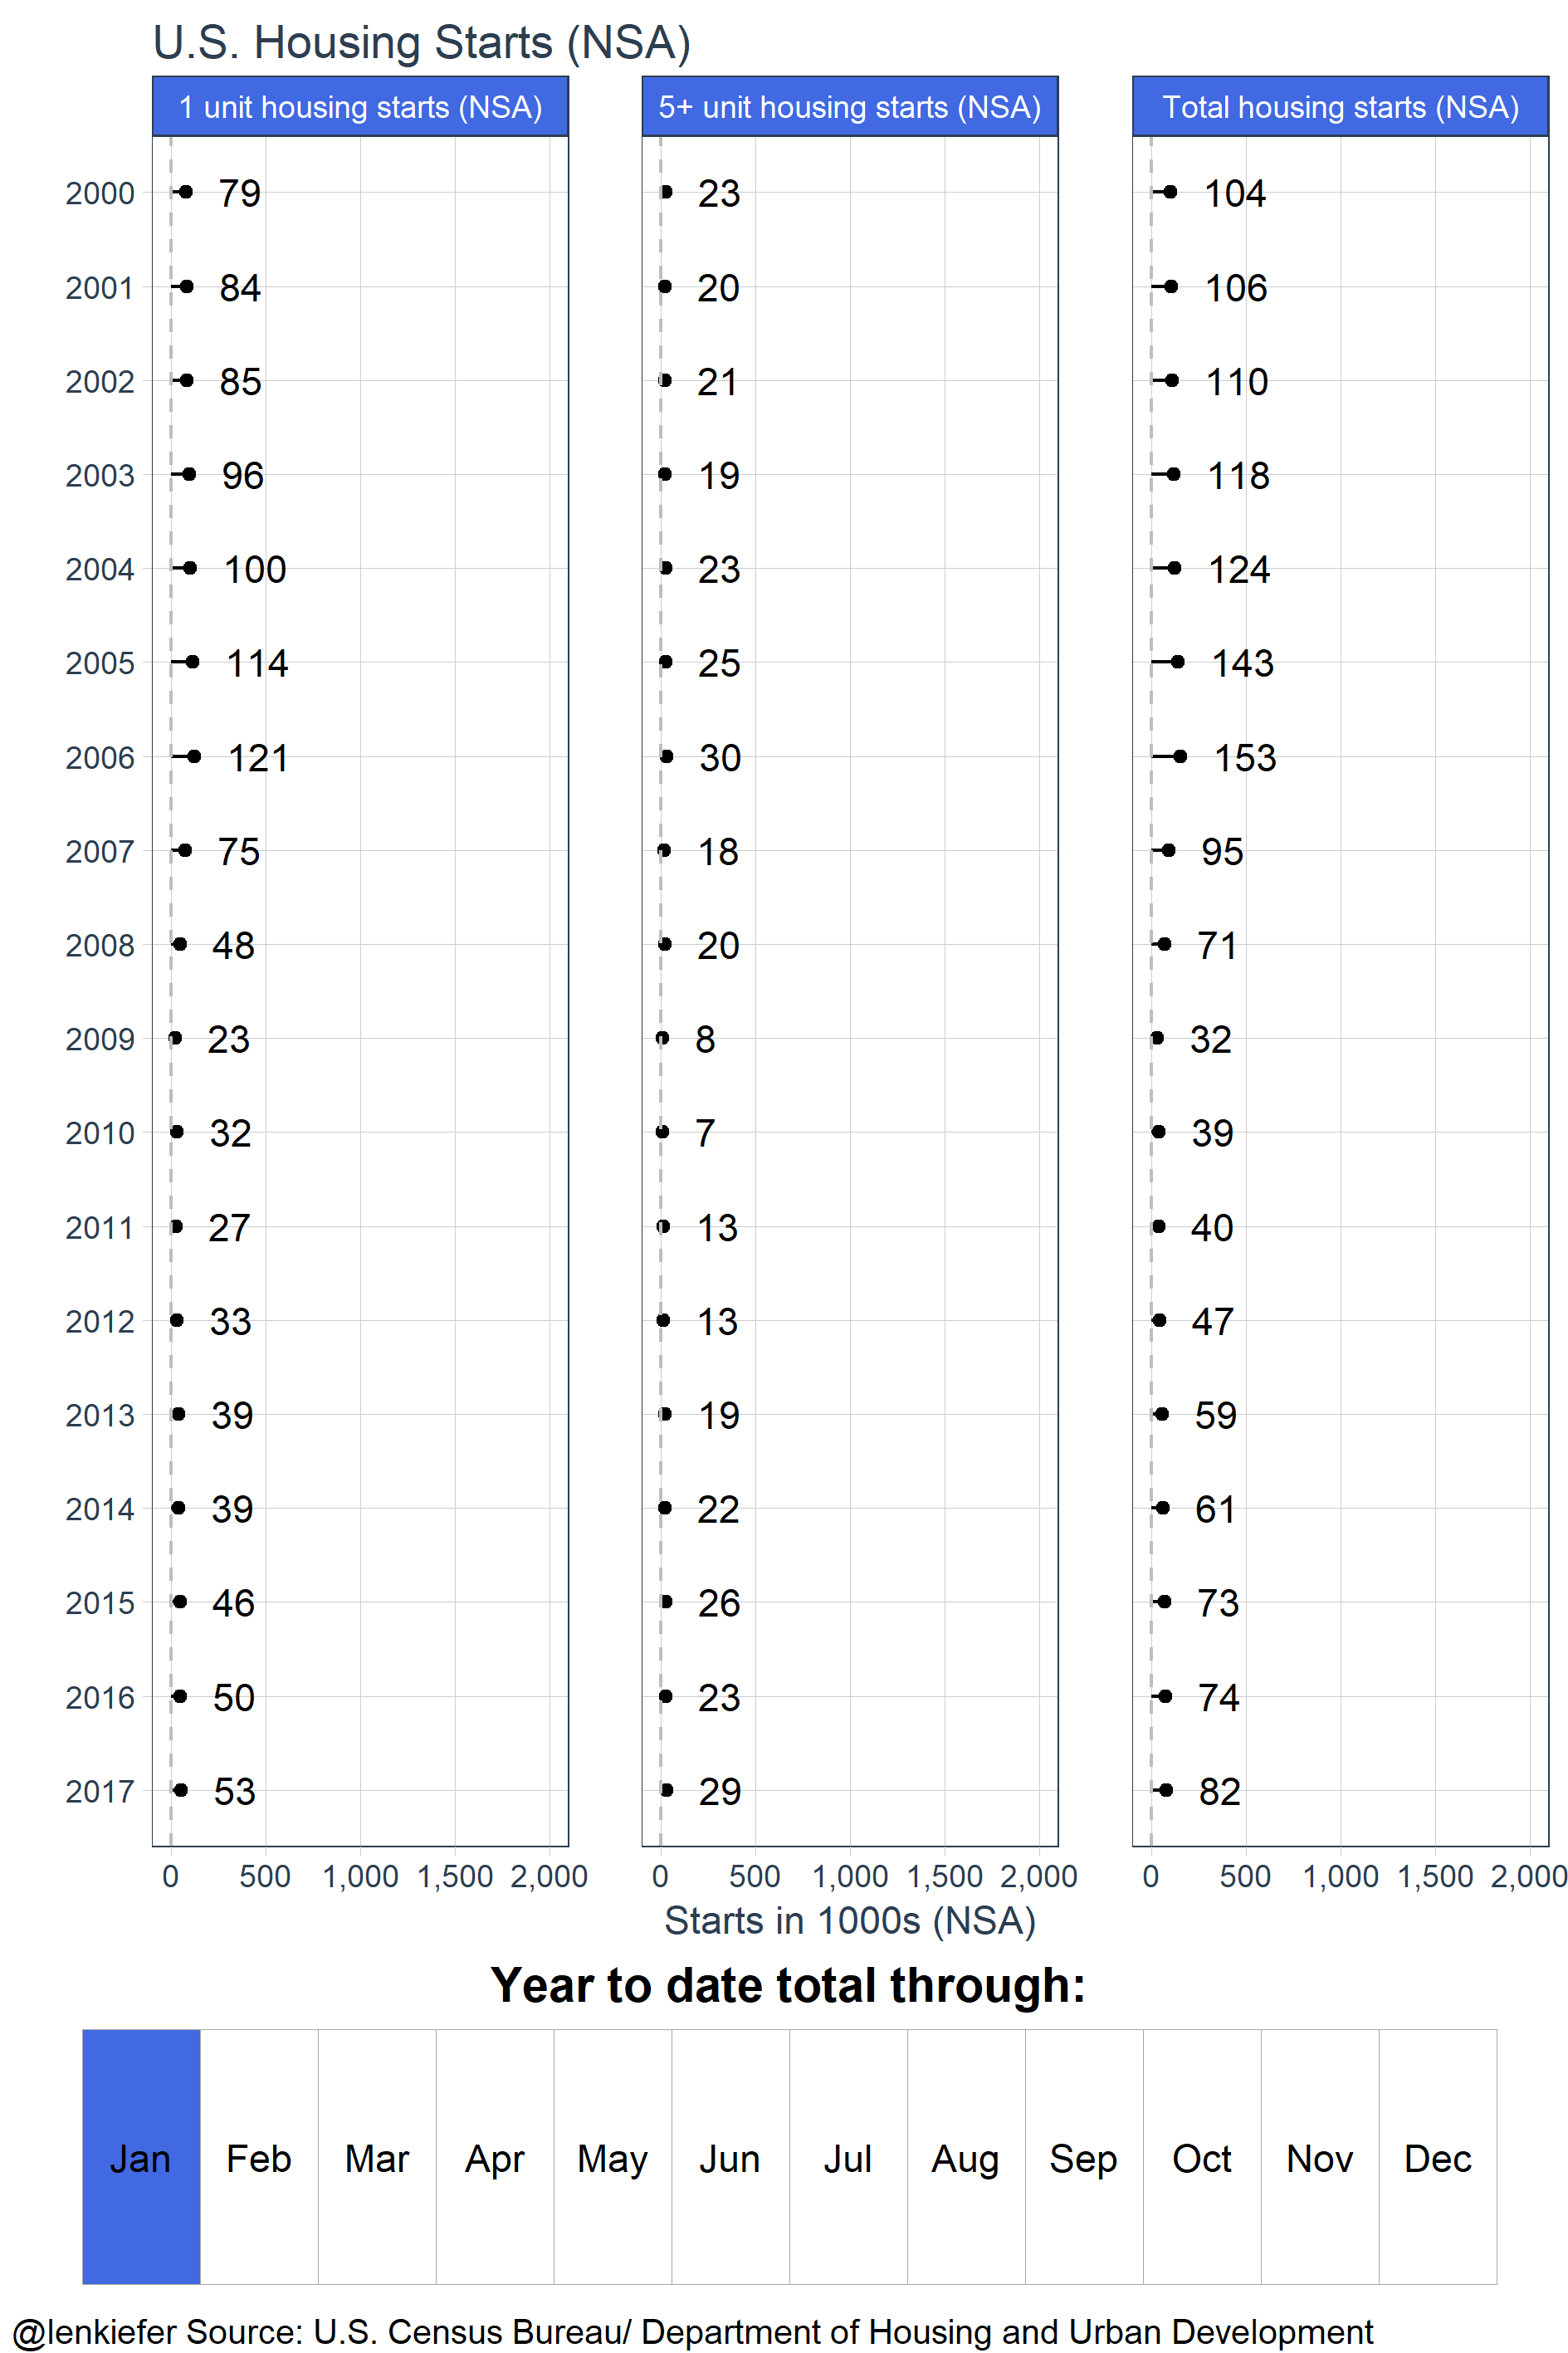 U.S. Housing Starts (NSA)
1 unit housing starts (NSA) 5+ unit housing starts (NSA) Total housing starts (NSA)
2000 79 23 104
2001 84 20 106
2002 85 21 110
2003 96 19 118
2004 100 23 124
2005 114 25 143
2006 121 30 153
2007 75 18 95
2008 48 20 71
2009 23 8 32
2010 32 7 39
2011 27 13 40
2012 33 13 47
2013 39 19 59
2014 39 22 61
2015 46 26 73
2016 50 23 74
2017 53 29 82
0 500 1,000 1,500 2,000 0 500 1,000 1,500 2,000 0 500 1,000 1,500 2,000
Starts in 1000s (NSA)
Year to date total through:
Jan Feb Mar Apr May Jun Jul Aug Sep Oct Nov Dec
@lenkiefer Source: U.S. Census Bureau/ Department of Housing and Urban Development